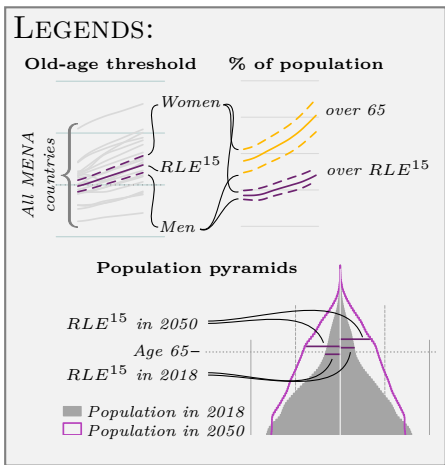 LEGENDS:
Old-age threshold
% of population
All MENA
countries
Women
RLE¹⁵
Men
over 65
over RLE¹⁵
Population pyramids
RLE¹⁵ in 2050
Age 65
RLE¹⁵ in 2018
Population in 2018
Population in 2050